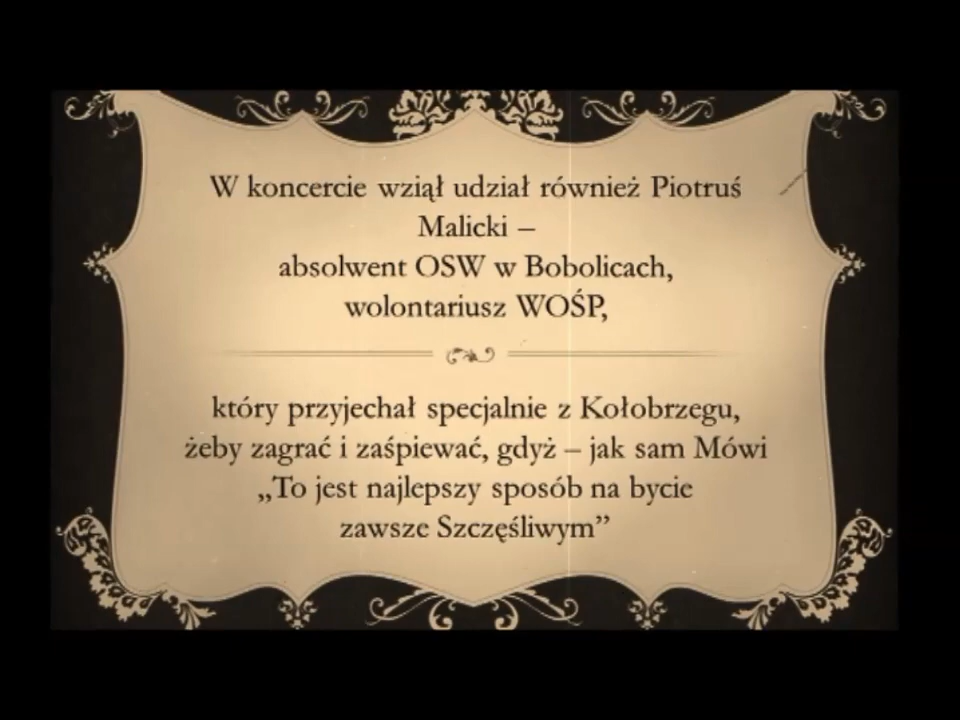 W koncercie wziął udział również Piotruś
Malicki –
absolwent OSW w Bobolicach,
wolontariusz WOŚP,
który przyjechał specjalnie z Kołobrzegu,
żeby zagrać i zaśpiewać, gdyż – jak sam Mówi
„To jest najlepszy sposób na bycie
zawsze Szczęśliwym”